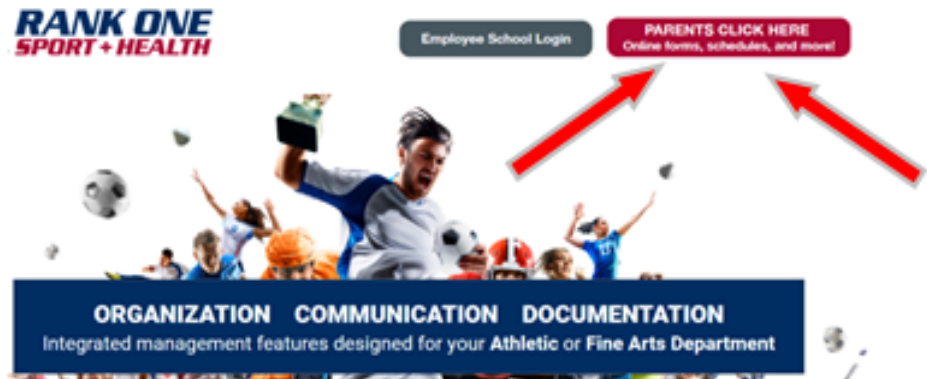 RANK ONE
SPORT + HEALTH
Employee School Login
PARENTS CLICK HERE
Online forms, schedules, and more!
ORGANIZATION COMMUNICATION DOCUMENTATION
Integrated management features designed for your Athletic or Fine Arts Department